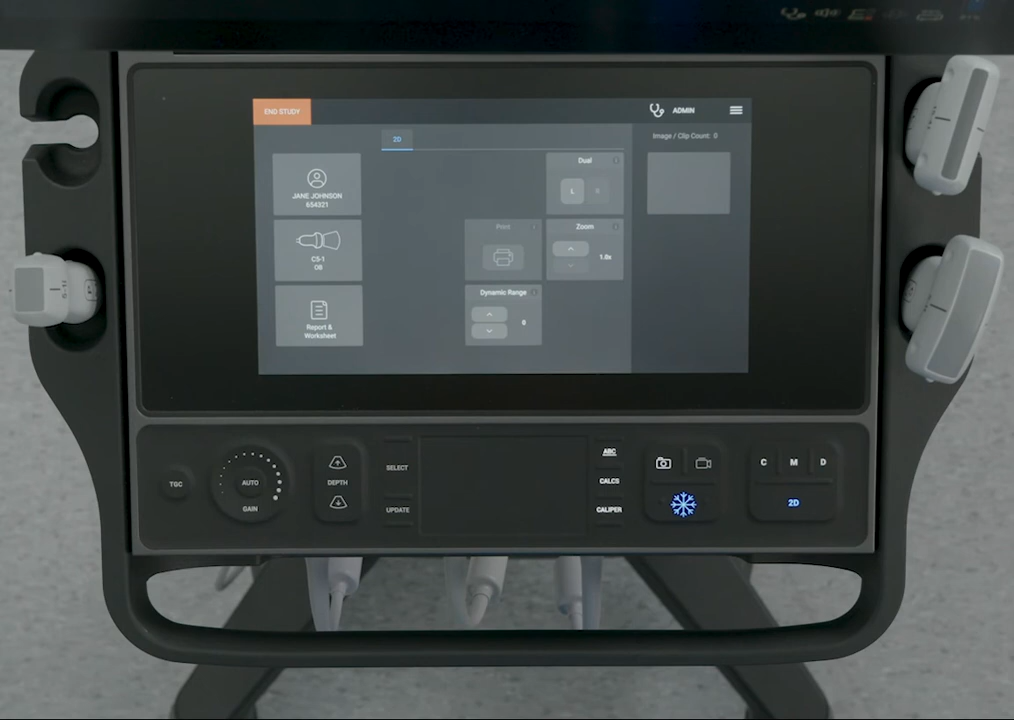 END STUDY
ADMIN
2D
Image / Clip Count: 0
JANE JOHNSON
654321
Dual
L
R
C5-1
OB
Print
Zoom
1.0x
Report &
Worksheet
Dynamic Range
0
TGC
AUTO
GAIN
DEPTH
SELECT
UPDATE
ABC
CALCS
CALIPER
C
M
D
2D